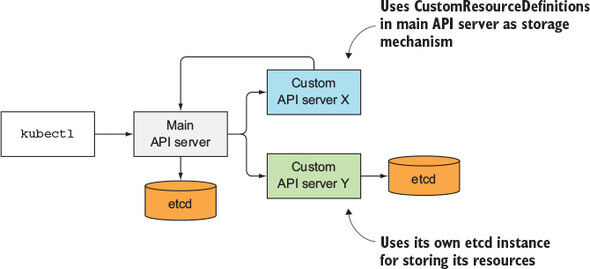 Uses CustomResourceDefinitions
in main API server as storage
mechanism
Custom
API server X
kubectl
Main
API server
Custom
API server Y
etcd
etcd
Uses its own etcd instance
for storing its resources